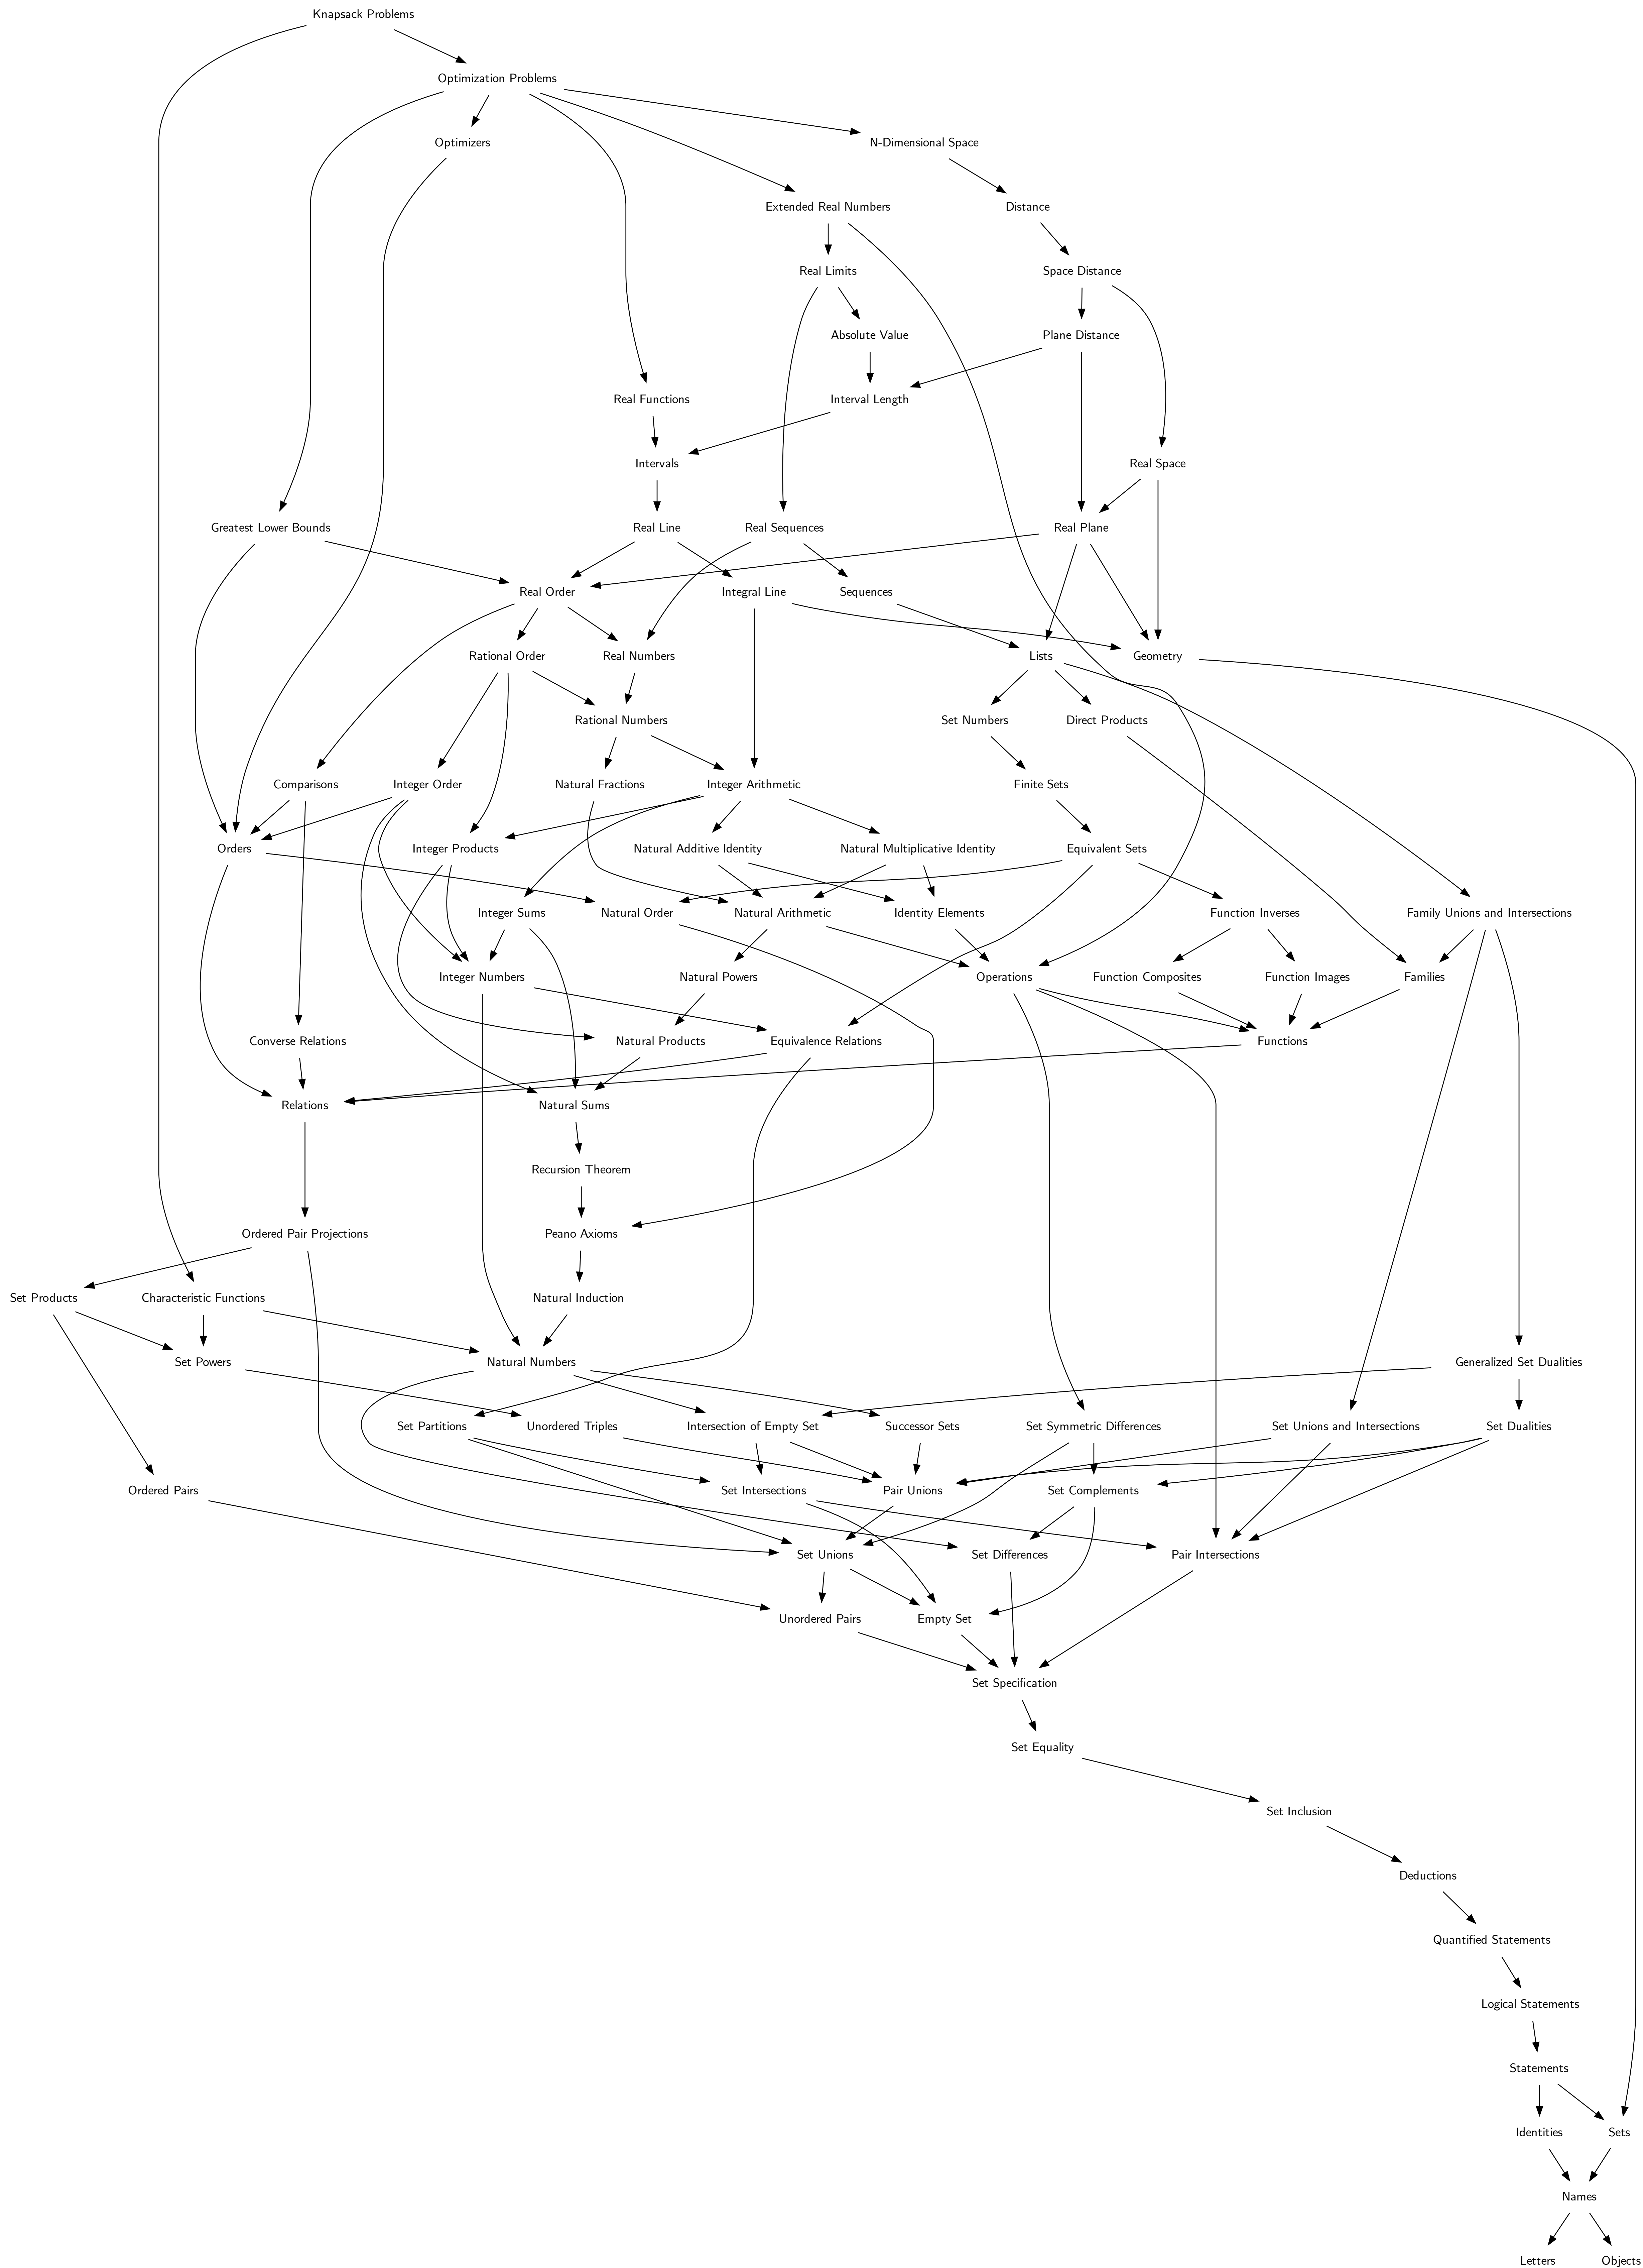 Knapsack Problems
Optimization Problems
Optimizers
N-Dimensional Space
Extended Real Numbers
Distance
Real Limits
Space Distance
Absolute Value
Plane Distance
Real Functions
Interval Length
Intervals
Real Space
Greatest Lower Bounds
Real Line
Real Sequences
Real Plane
Real Order
Integral Line
Sequences
Rational Order
Real Numbers
Lists
Geometry
Rational Numbers
Set Numbers
Direct Products
Comparisons
Integer Order
Natural Fractions
Integer Arithmetic
Finite Sets
Orders
Integer Products
Natural Additive Identity
Natural Multiplicative Identity
Equivalent Sets
Integer Sums
Natural Order
Natural Arithmetic
Identity Elements
Function Inverses
Family Unions and Intersections
Integer Numbers
Natural Powers
Operations
Function Composites
Function Images
Families
Converse Relations
Natural Products
Equivalence Relations
Functions
Relations
Natural Sums
Recursion Theorem
Ordered Pair Projections
Peano Axioms
Set Products
Characteristic Functions
Natural Induction
Set Powers
Natural Numbers
Generalized Set Dualities
Set Partitions
Unordered Triples
Intersection of Empty Set
Successor Sets
Set Symmetric Differences
Set Unions and Intersections
Set Dualities
Ordered Pairs
Set Intersections
Pair Unions
Set Complements
Set Unions
Set Differences
Pair Intersections
Unordered Pairs
Empty Set
Set Specification
Set Equality
Set Inclusion
Deductions
Quantified Statements
Logical Statements
Statements
Identities
Sets
Names
Letters
Objects